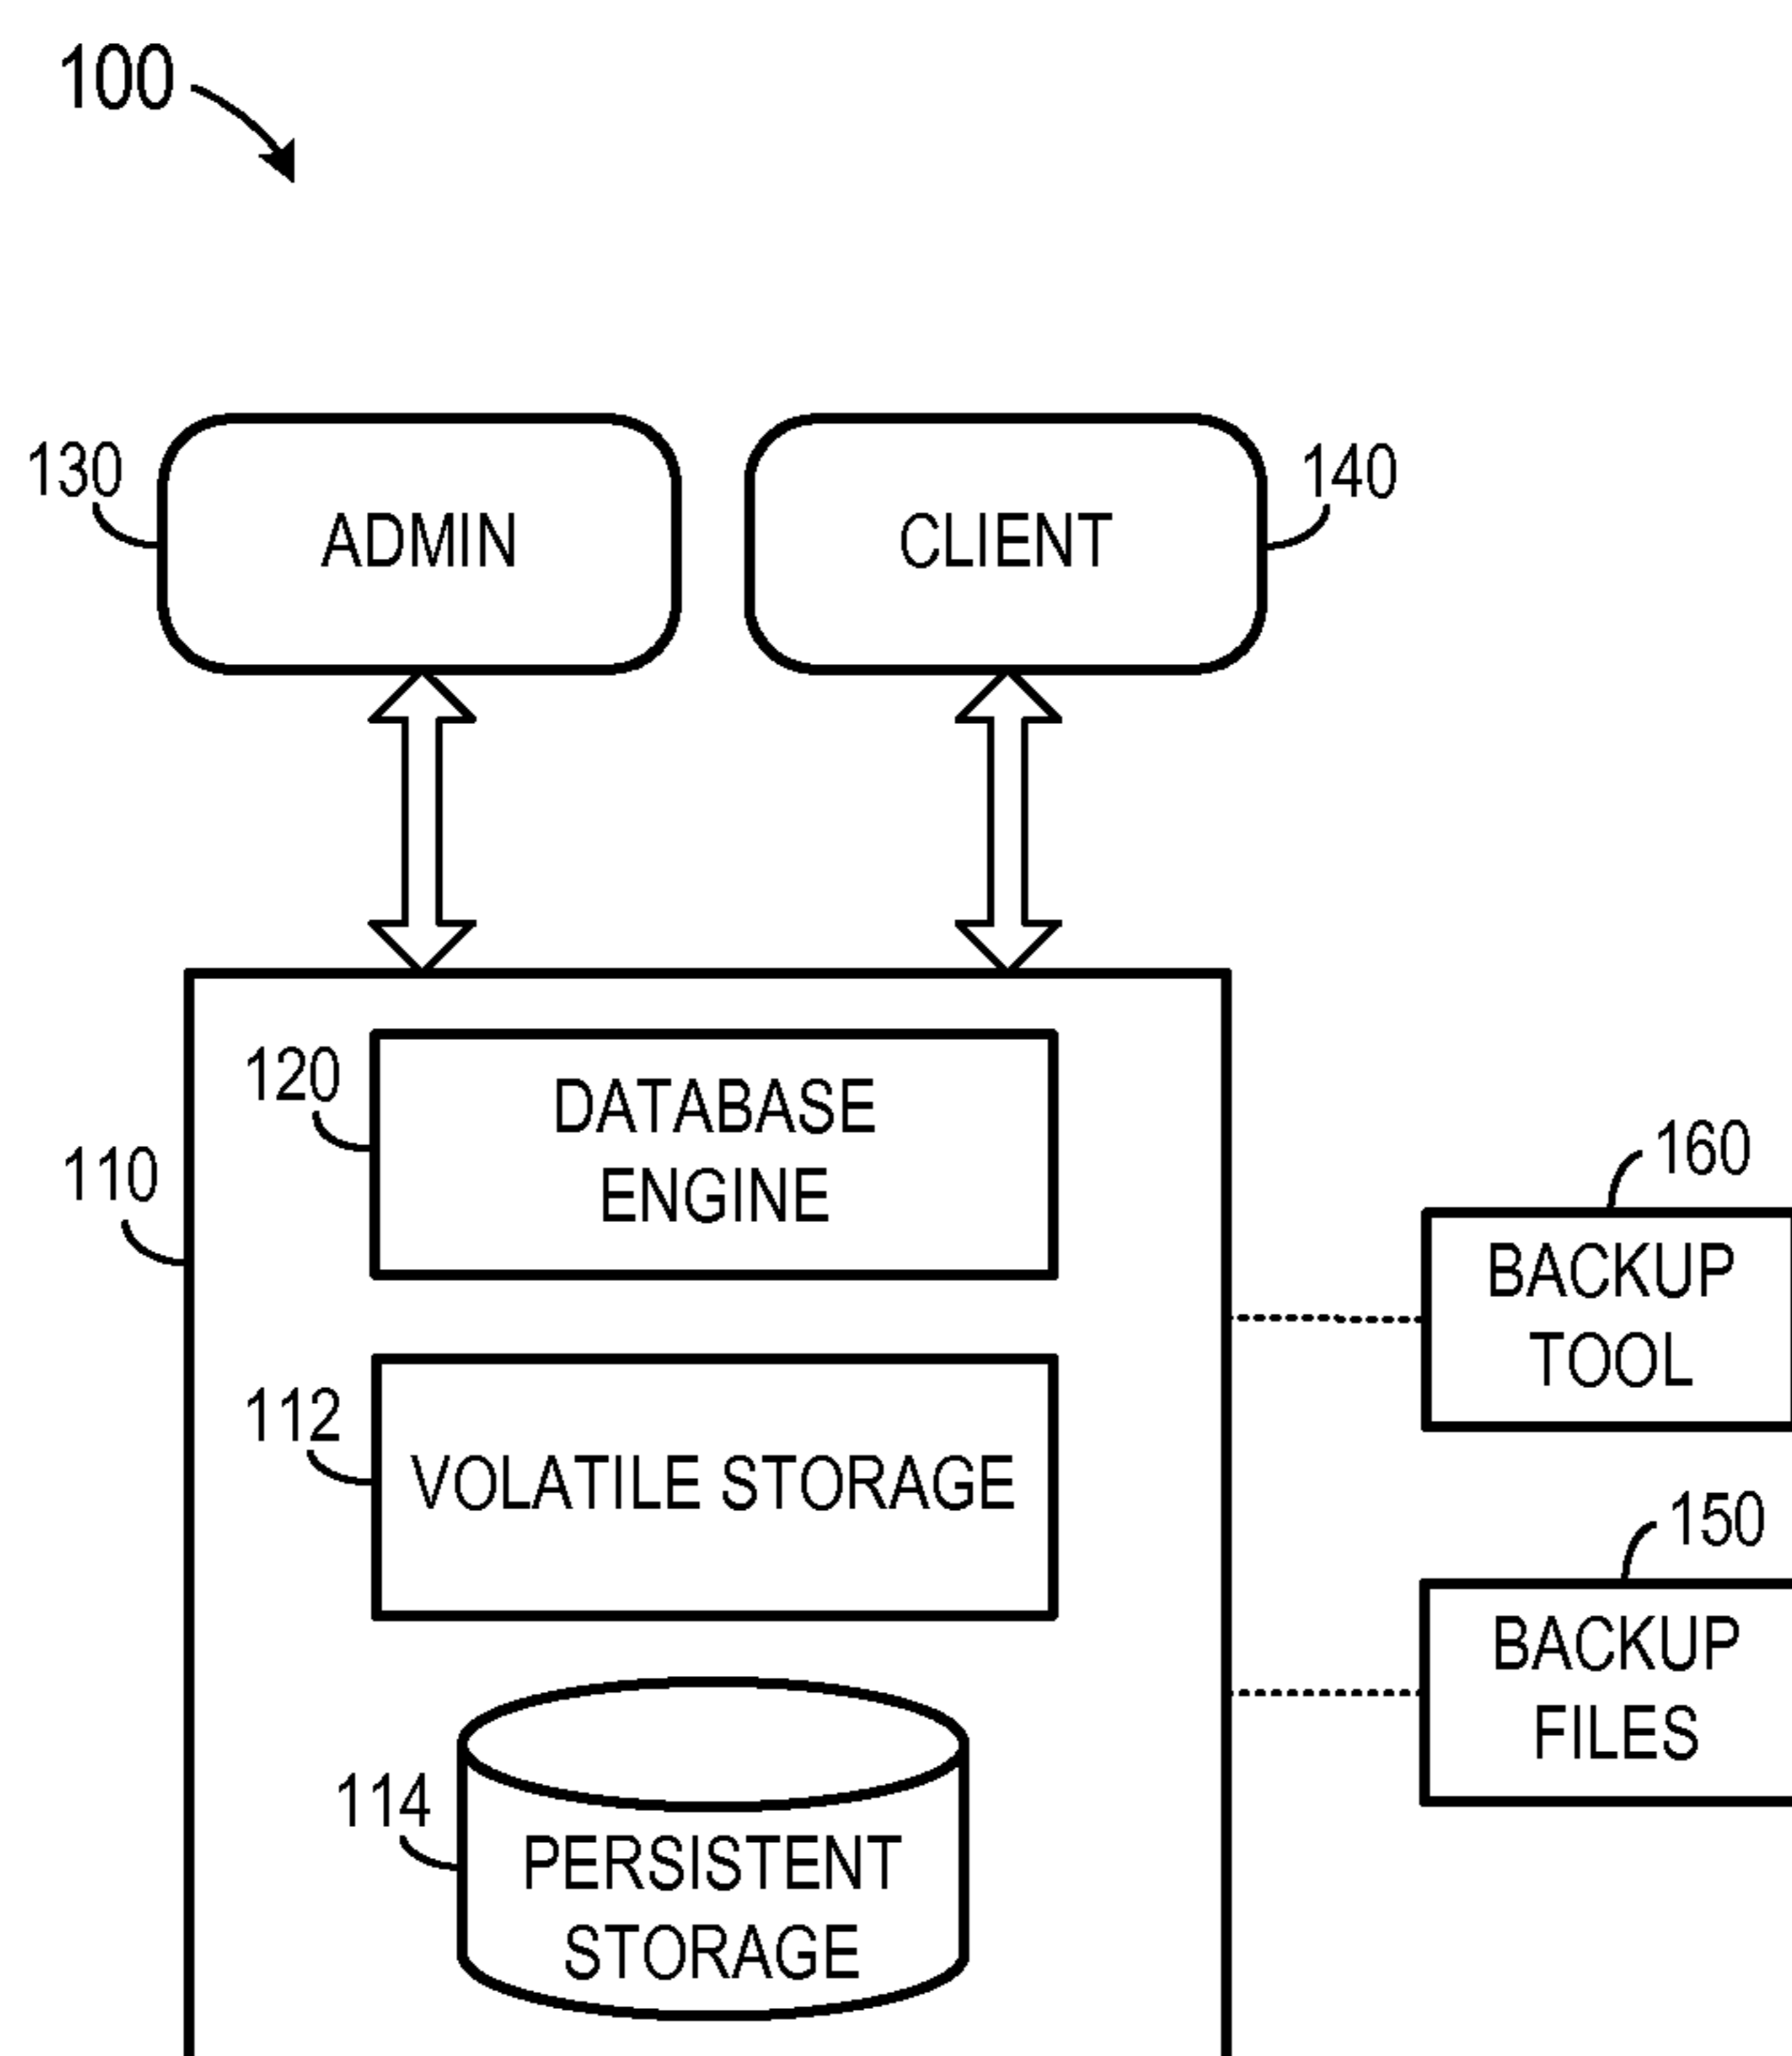 100
130
ADMIN
CLIENT
140
120
DATABASE
ENGINE
110
112
VOLATILE STORAGE
114
PERSISTENT
STORAGE
160
BACKUP
TOOL
150
BACKUP
FILES